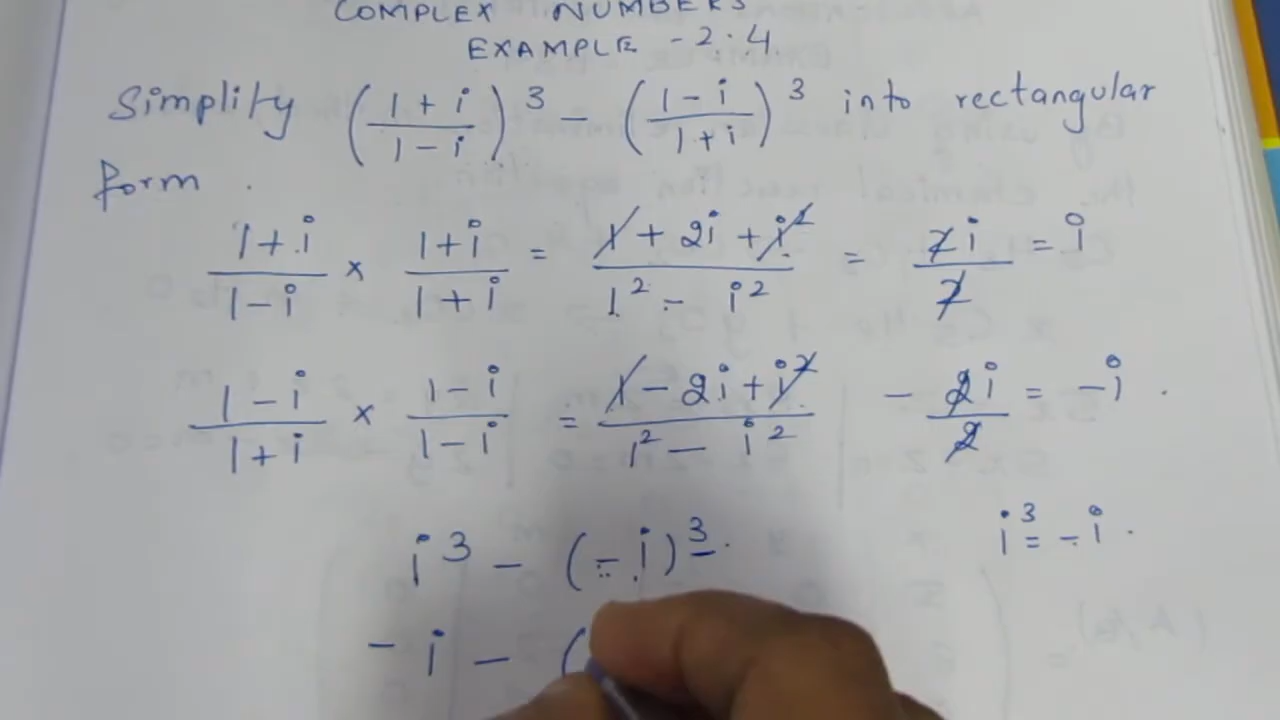 COMPLEX NUMBERS
EXAMPLE - 2.4
Simplify ((1 + i)/(1 - i))^3 - ((1 - i)/(1 + i))^3 into rectangular
form .
(1 + i)/(1 - i) × (1 + i)/(1 + i) = (1 + 2i + i^2)/(1^2 - i^2) = 2i/2 = i
(1 - i)/(1 + i) × (1 - i)/(1 - i) = (1 - 2i + i^2)/(1^2 - i^2) - 2i/2 = -i .
i^3 - (-i)^3 .
i^3 = -i .
- i - (